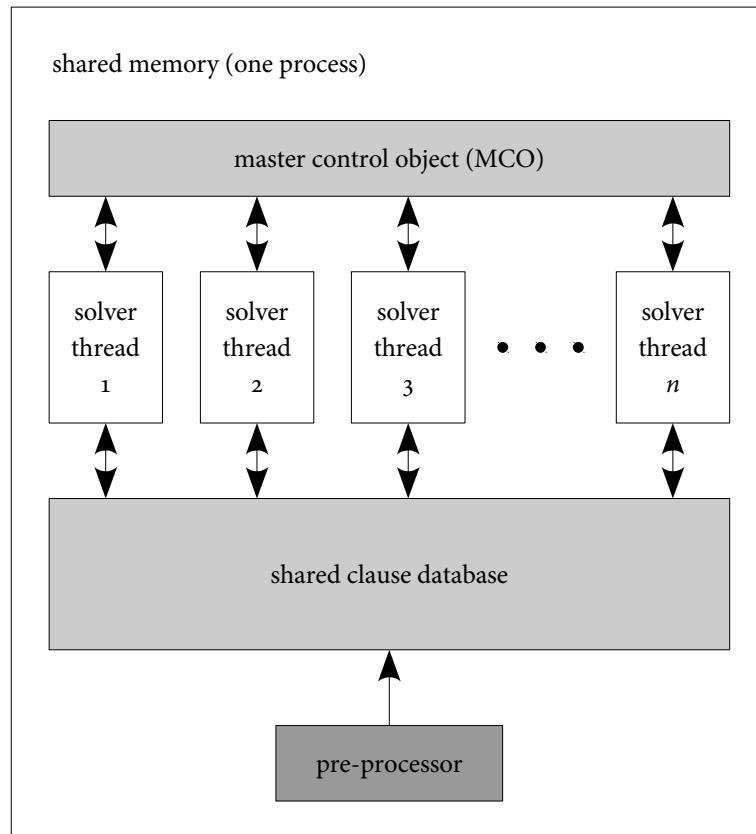 shared memory (one process)
master control object (MCO)
solver
thread
1
solver
thread
2
solver
thread
3
solver
thread
n
shared clause database
pre-processor